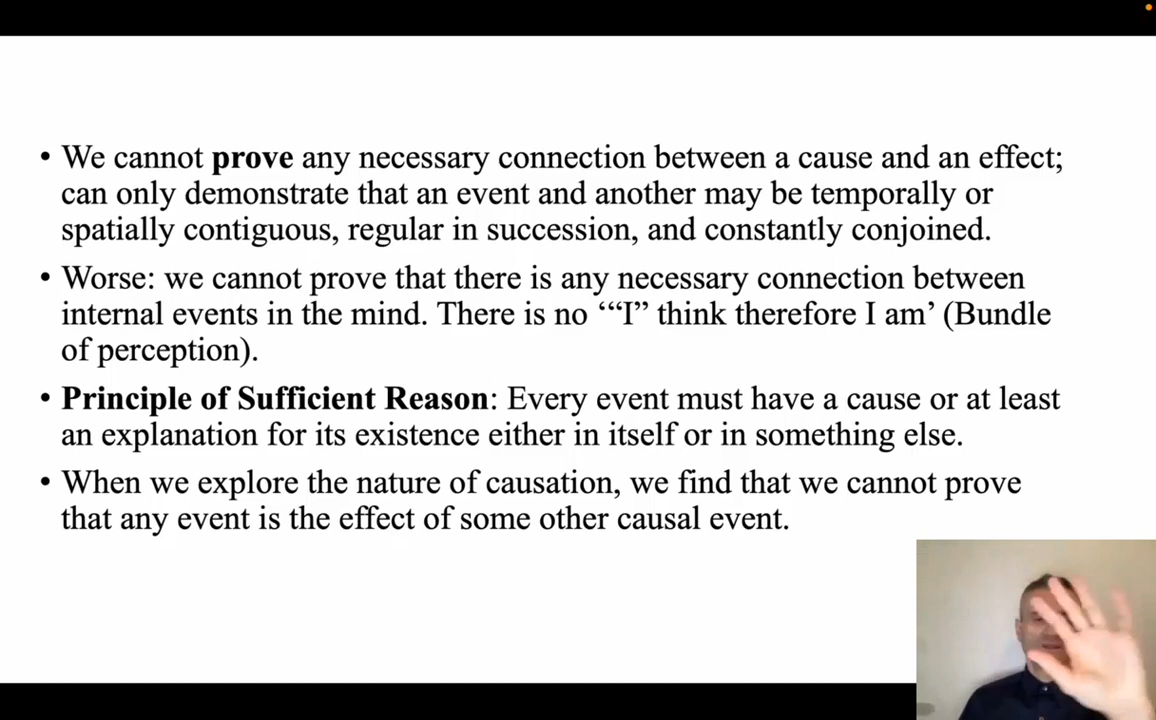 • We cannot prove any necessary connection between a cause and an effect;
can only demonstrate that an event and another may be temporally or
spatially contiguous, regular in succession, and constantly conjoined.
• Worse: we cannot prove that there is any necessary connection between
internal events in the mind. There is no ‘“I” think therefore I am’ (Bundle
of perception).
• Principle of Sufficient Reason: Every event must have a cause or at least
an explanation for its existence either in itself or in something else.
• When we explore the nature of causation, we find that we cannot prove
that any event is the effect of some other causal event.